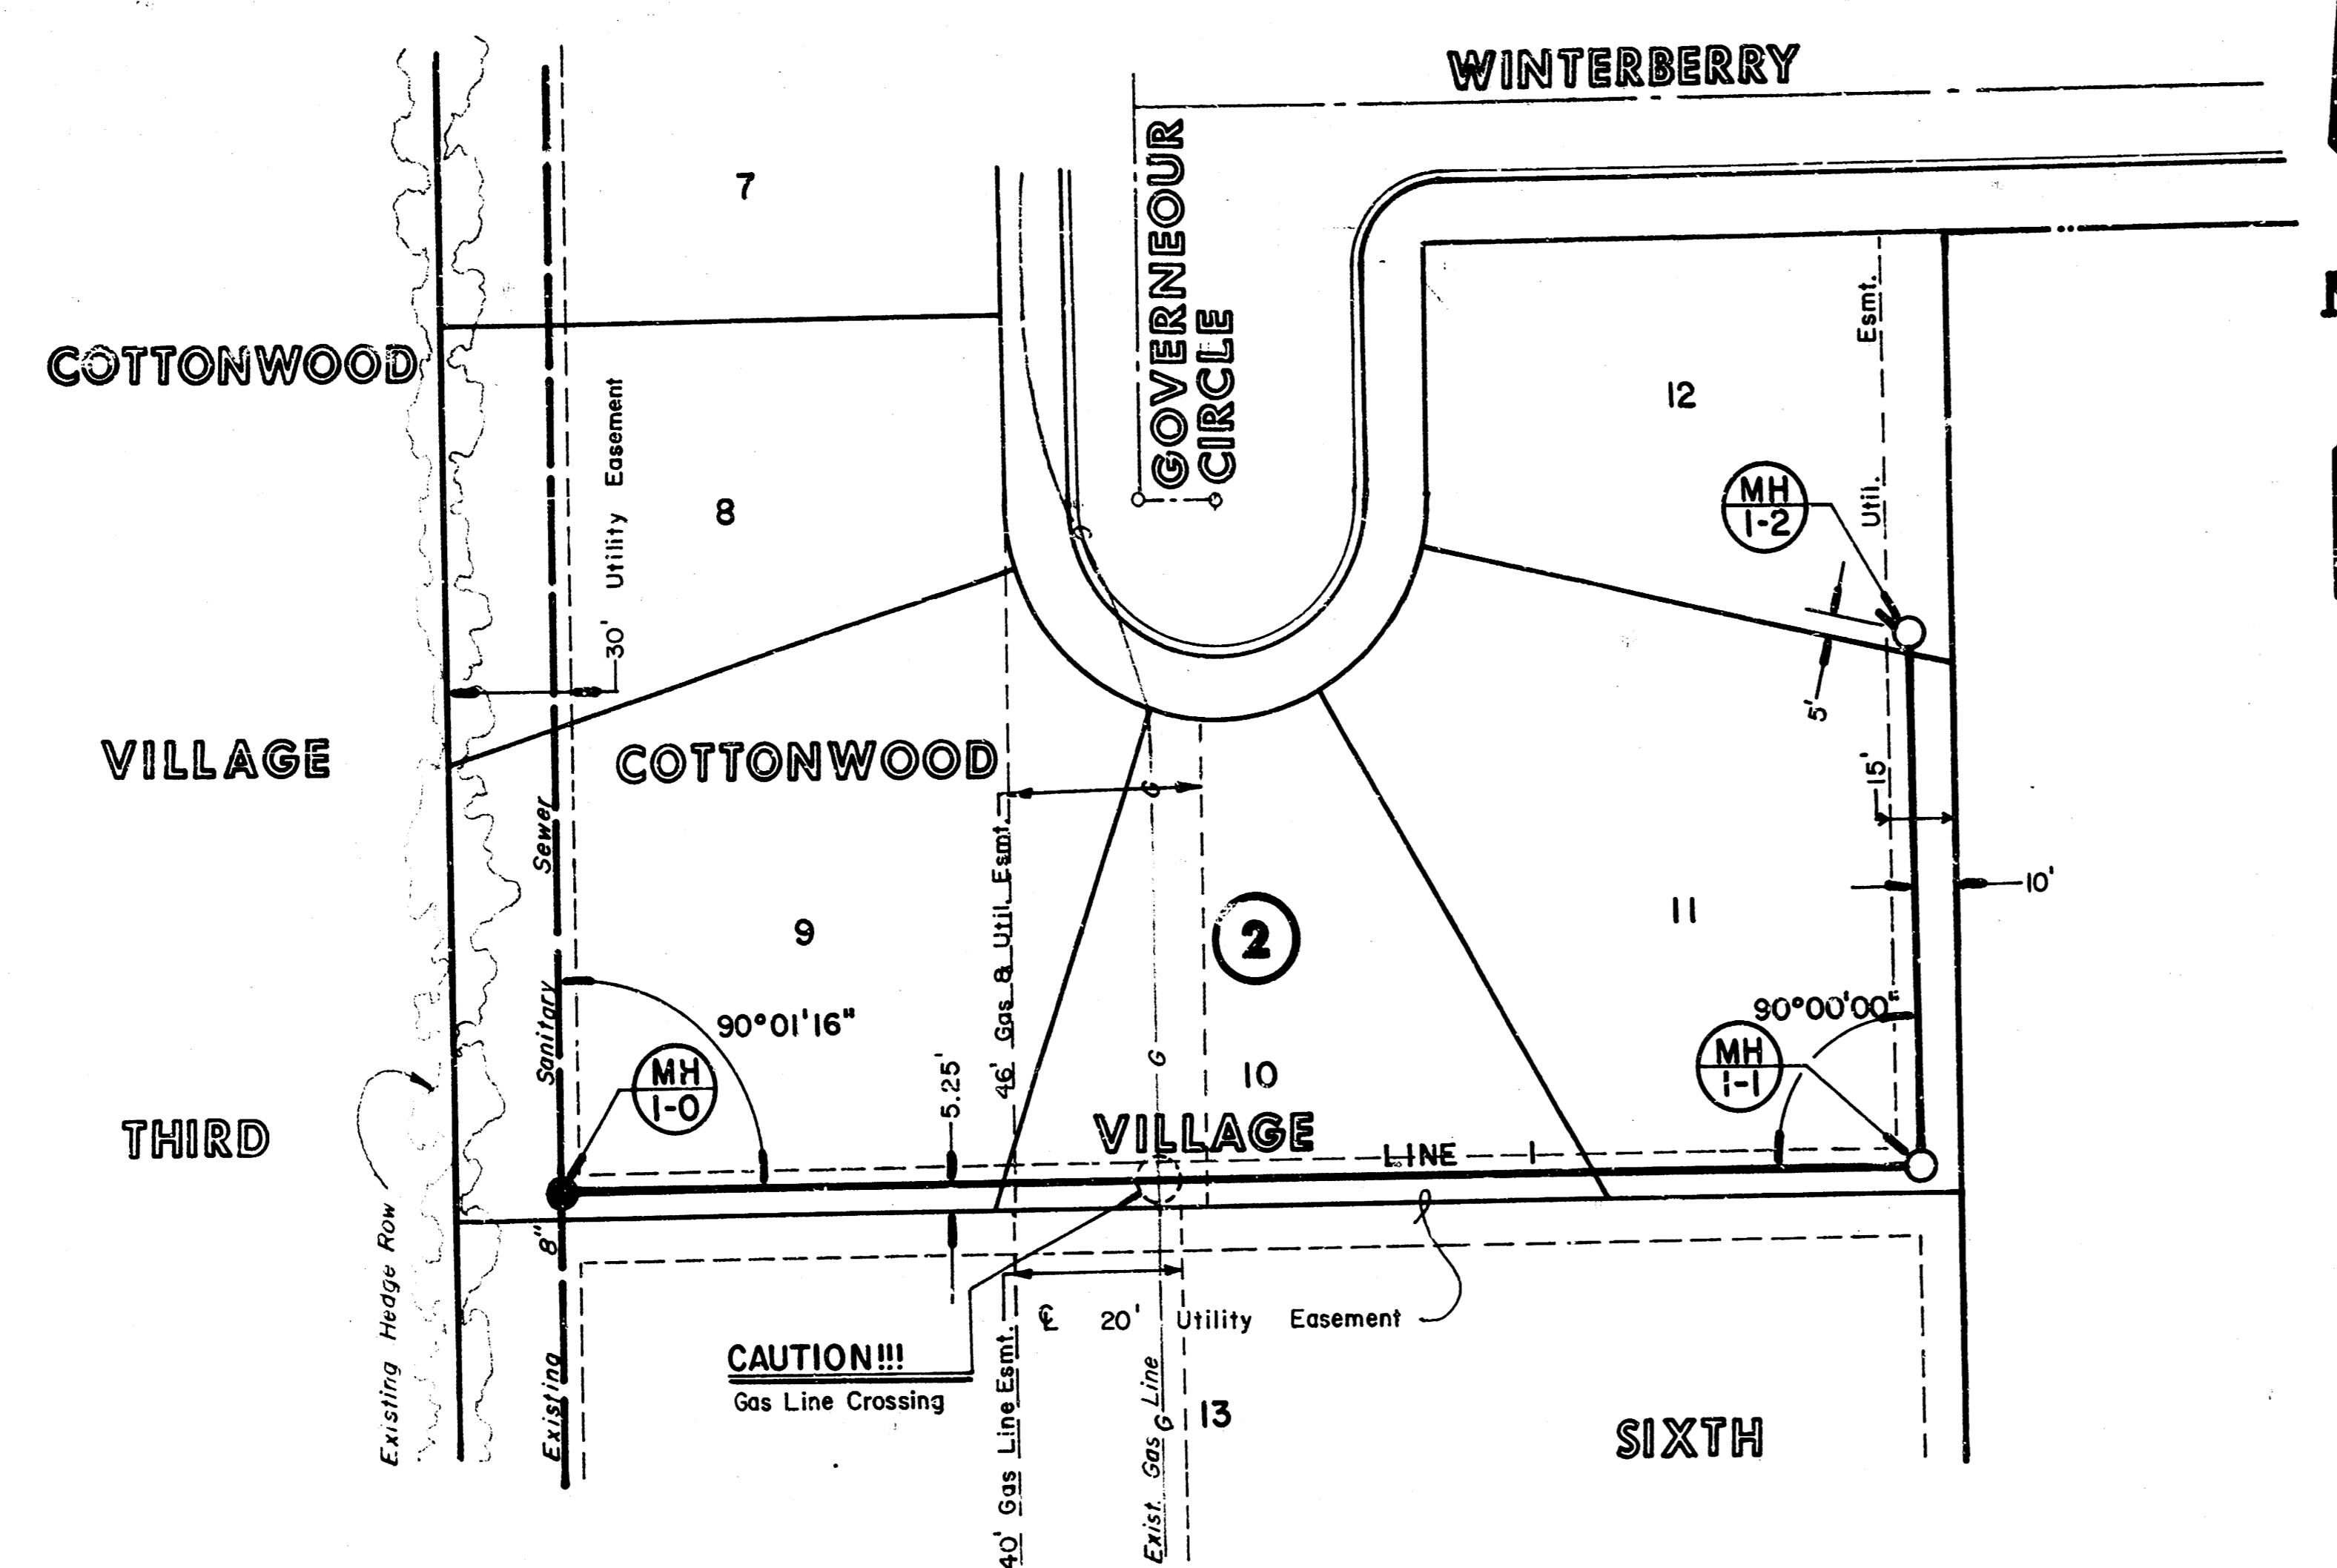 WINTERBERRY
GOVERNEOUR
CIRCLE
7
COTTONWOOD
30' Utility Easement
8
12
Util. Esmt.
MH
1-2
5'
VILLAGE
COTTONWOOD
15'
10'
9
2
11
46' Gas & Util. Esmt.
G
G
90°01'16"
90°00'00"
MH
1-0
5.25'
10
MH
1-1
THIRD
VILLAGE
LINE 1
Existing 8" Sanitary Sewer
Existing Hedge Row
℄ 20' Utility Easement
CAUTION!!!
Gas Line Crossing
40' Gas Line Esmt.
Exist. Gas Line
G
13
SIXTH